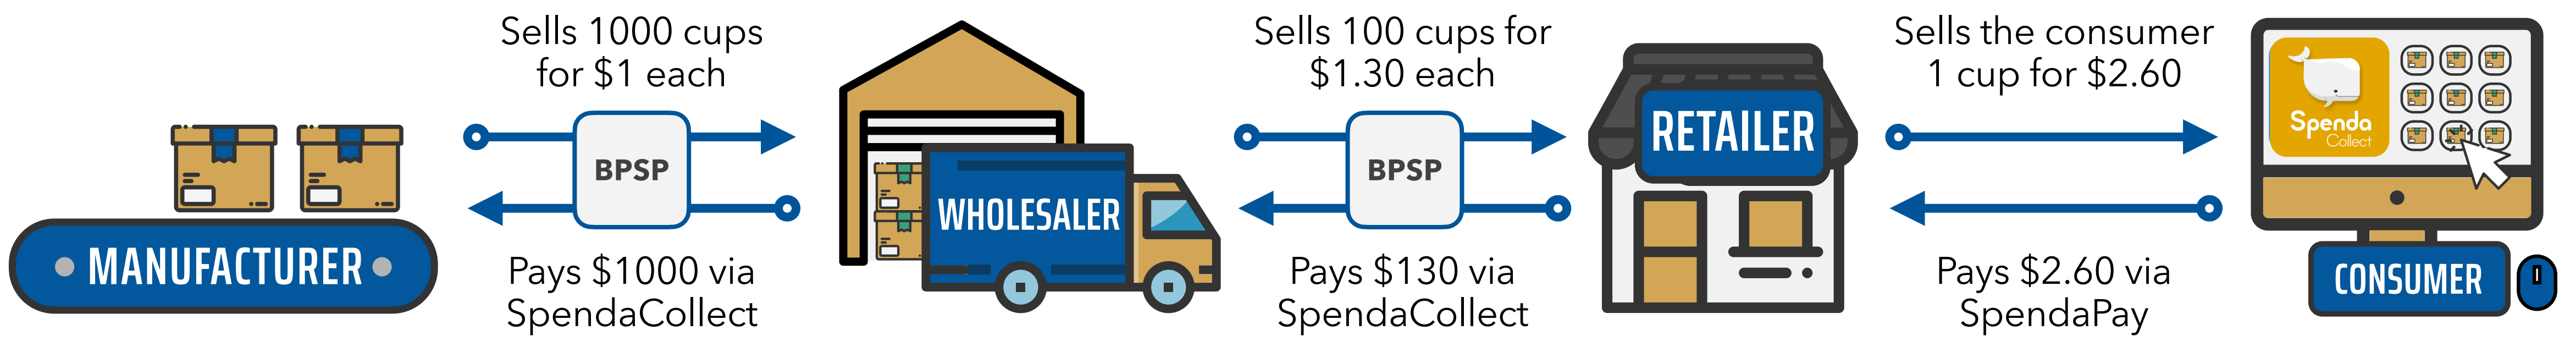 Sells 1000 cups
for $1 each
BPSP
Pays $1000 via
SpendaCollect
MANUFACTURER
WHOLESALER
Sells 100 cups for
$1.30 each
BPSP
Pays $130 via
SpendaCollect
RETAILER
Sells the consumer
1 cup for $2.60
Pays $2.60 via
SpendaPay
Spenda
Collect
CONSUMER